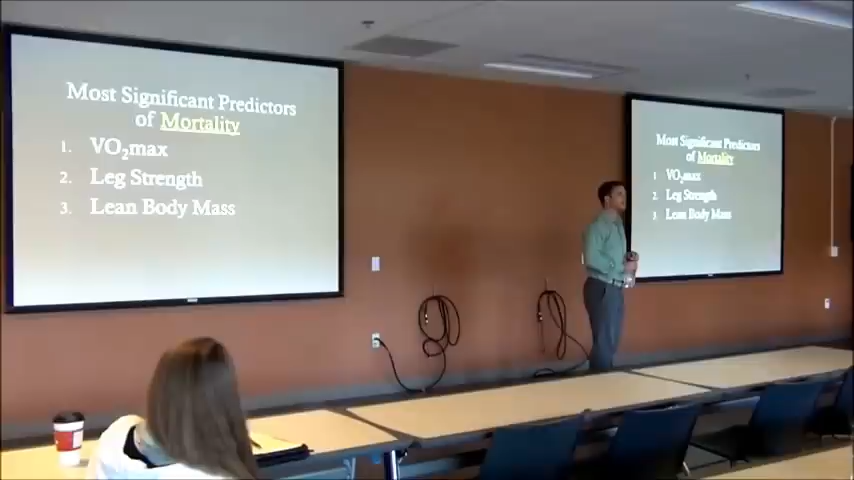 Most Significant Predictors
of Mortality
1. VO2max
2. Leg Strength
3. Lean Body Mass
Most Significant Predictors
of Mortality
1 VO2max
2. Leg Strength
3. Lean Body Mass